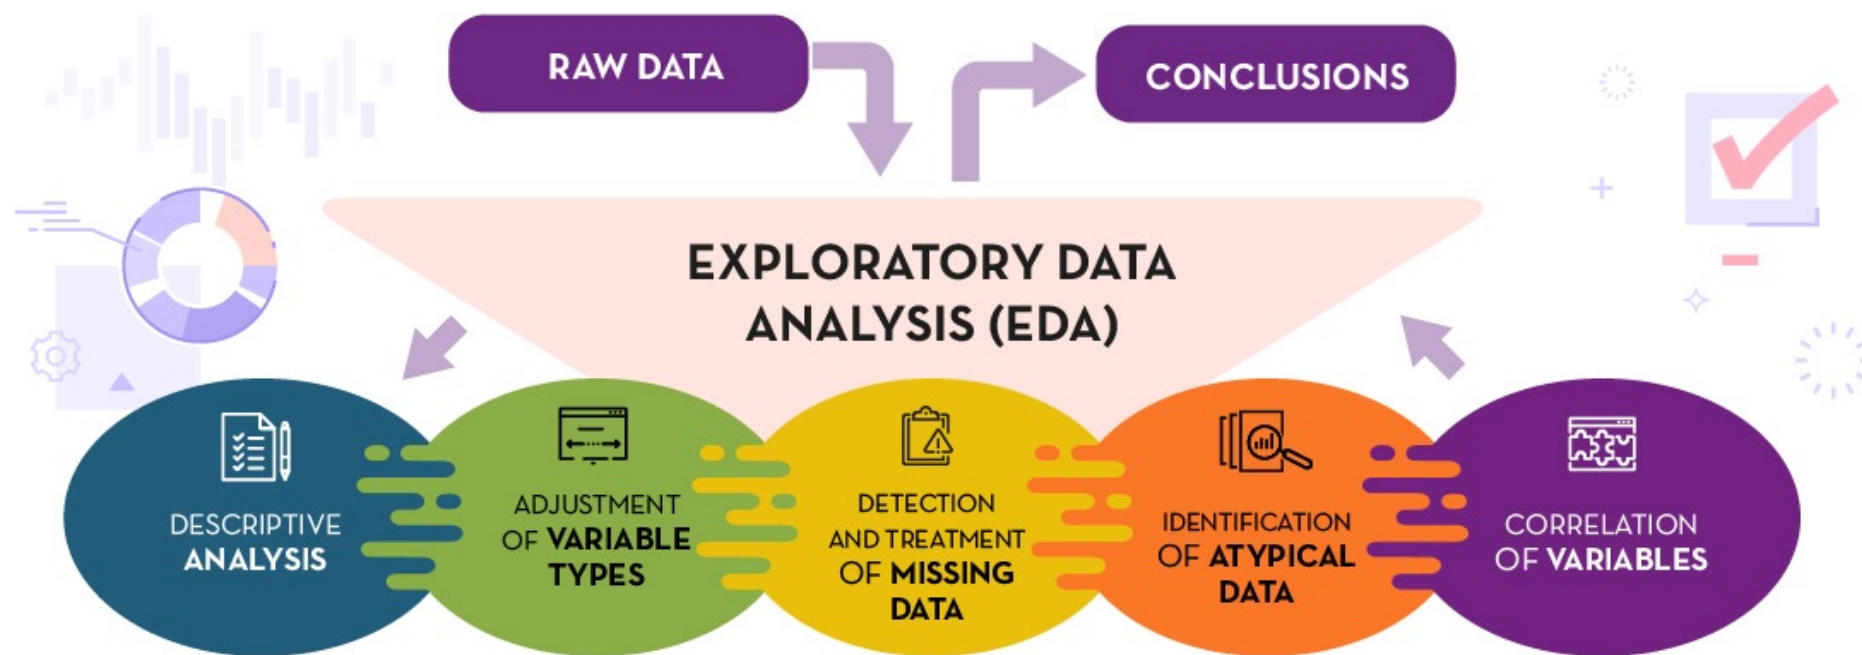 RAW DATA
CONCLUSIONS
EXPLORATORY DATA
ANALYSIS (EDA)
DESCRIPTIVE
ANALYSIS
ADJUSTMENT
OF VARIABLE
TYPES
DETECTION
AND TREATMENT
OF MISSING
DATA
IDENTIFICATION
OF ATYPICAL
DATA
CORRELATION
OF VARIABLES